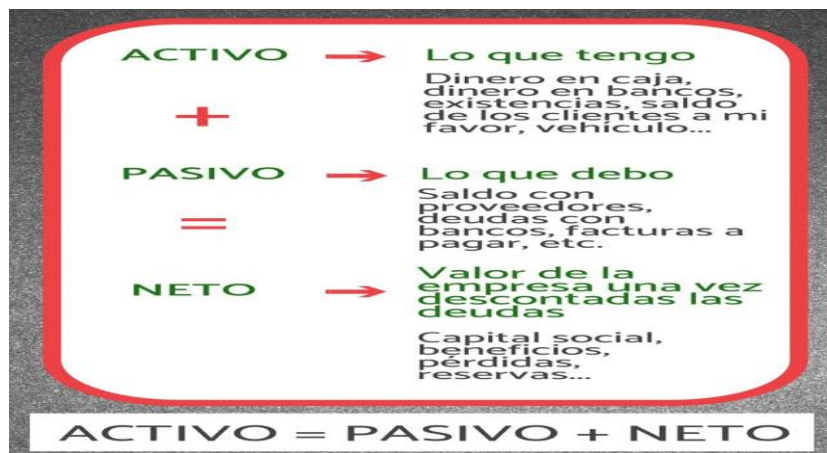 ACTIVO → Lo que tengo
Dinero en caja,
dinero en bancos,
existencias, saldo
de los clientes a mi
favor, vehículo...
+
PASIVO → Lo que debo
Saldo con
proveedores,
deudas con
bancos, facturas a
pagar, etc.
=
NETO → Valor de la
empresa una vez
descontadas las
deudas
Capital social,
beneficios,
pérdidas,
reservas...
ACTIVO = PASIVO + NETO